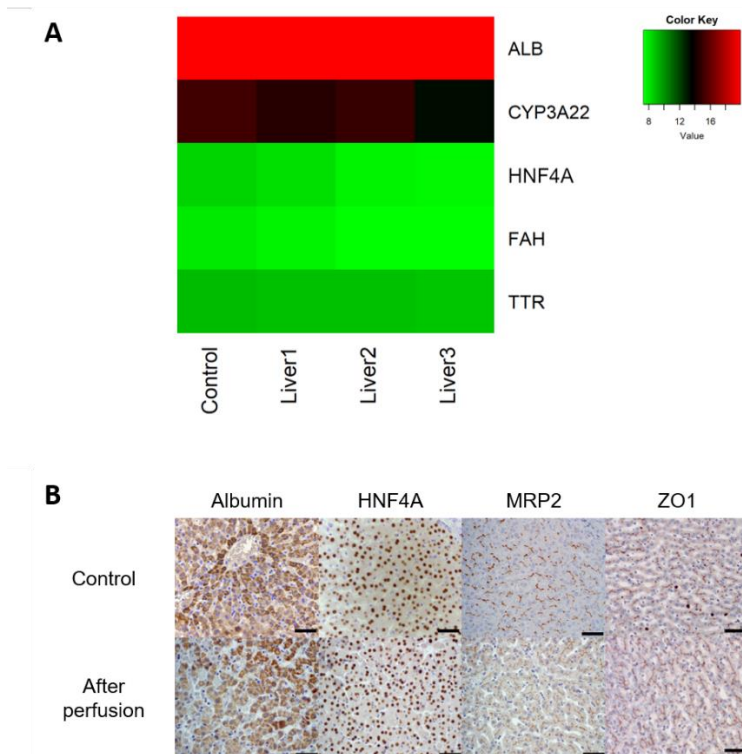 A
Color Key
8 12 16
Value
ALB
CYP3A22
HNF4A
FAH
TTR
Control
Liver1
Liver2
Liver3
B
Albumin HNF4A MRP2 ZO1
Control
After
perfusion